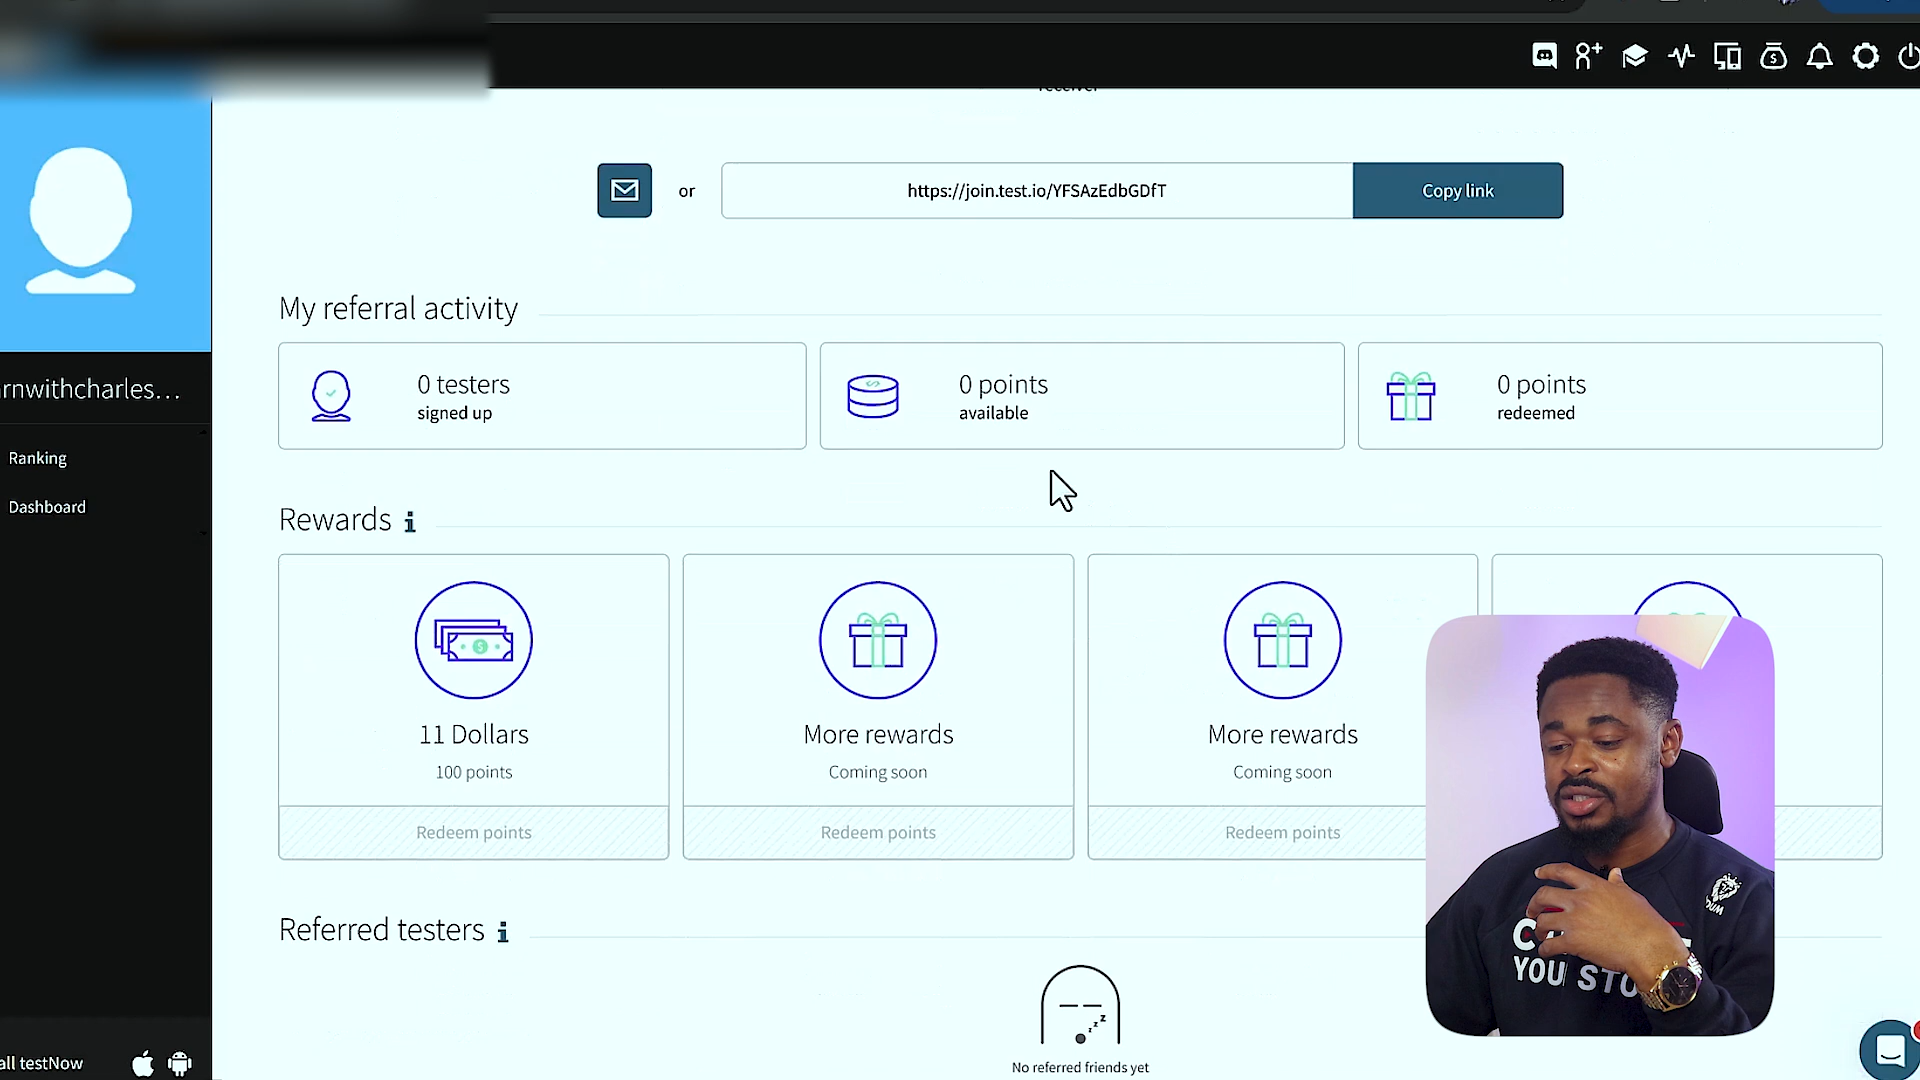 or
https://join.test.io/YFSAzEdbGDfT
Copy link
My referral activity
0 testers
signed up
0 points
available
0 points
redeemed
rnwithcharles...
Ranking
Dashboard
Rewards
11 Dollars
100 points
Redeem points
More rewards
Coming soon
Redeem points
More rewards
Coming soon
Redeem points
YOU STO
Referred testers
No referred friends yet
all testNow